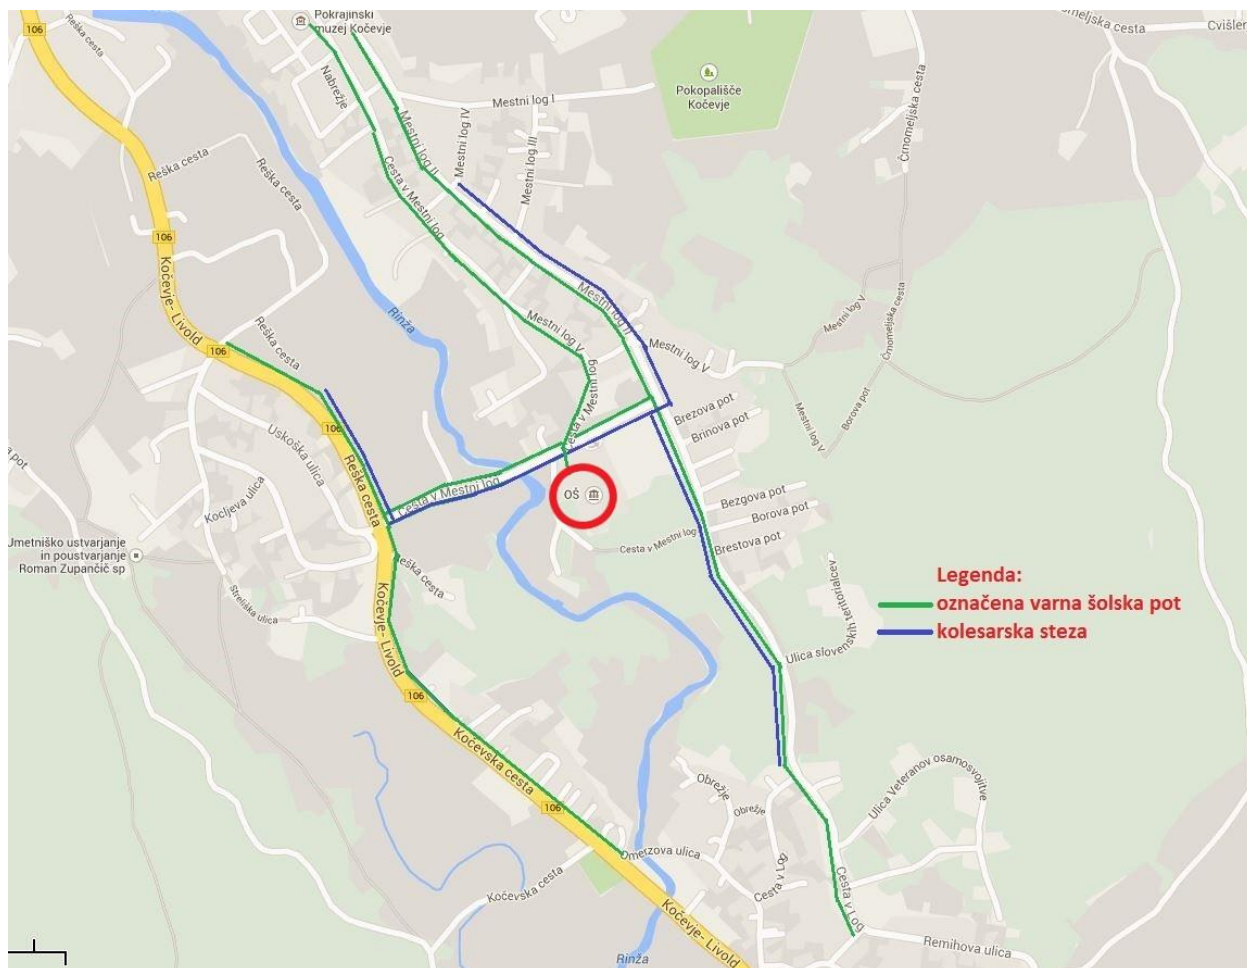 106
Reška cesta
Pokrajinski
muzej Kočevje
Nabrežje
Mestni log I
Mestni log IV
Mestni log III
Mestni log II
Pokopališče
Kočevje
Črnomeljska cesta
Reška cesta
Reška cesta
Cesta v Mestni log
106
Kočevje- Livold
Rinža
Mestni log II
Mestni log V
Mestni log V
Mestni log V
Črnomeljska cesta
Reška cesta
106
Cesta v Mestni log
Borova pot
Mestni log V
Brezova pot
Brinova pot
Uskoška ulica
106
Reška cesta
Kočljeva ulica
Cesta v Mestni log
OŠ
Bezgova pot
Borova pot
Brestova pot
Cesta v Mestni log
Umetniško ustvarjanje
in poustvarjanje
Roman Zupančič sp
Reška cesta
Streliška ulica
Kočevje- Livold
106
Legenda:
označena varna šolska pot
kolesarska steza
Ulica slovenskih teritorialcev
Kočevska cesta
106
Obrežje
Obrežje
Ulica Veteranov osamosvojitve
Omerzova ulica
Cesta v Log
Cesta v Log
Kočevska cesta
Kočevje- Livold
Remihova ulica
Rinža